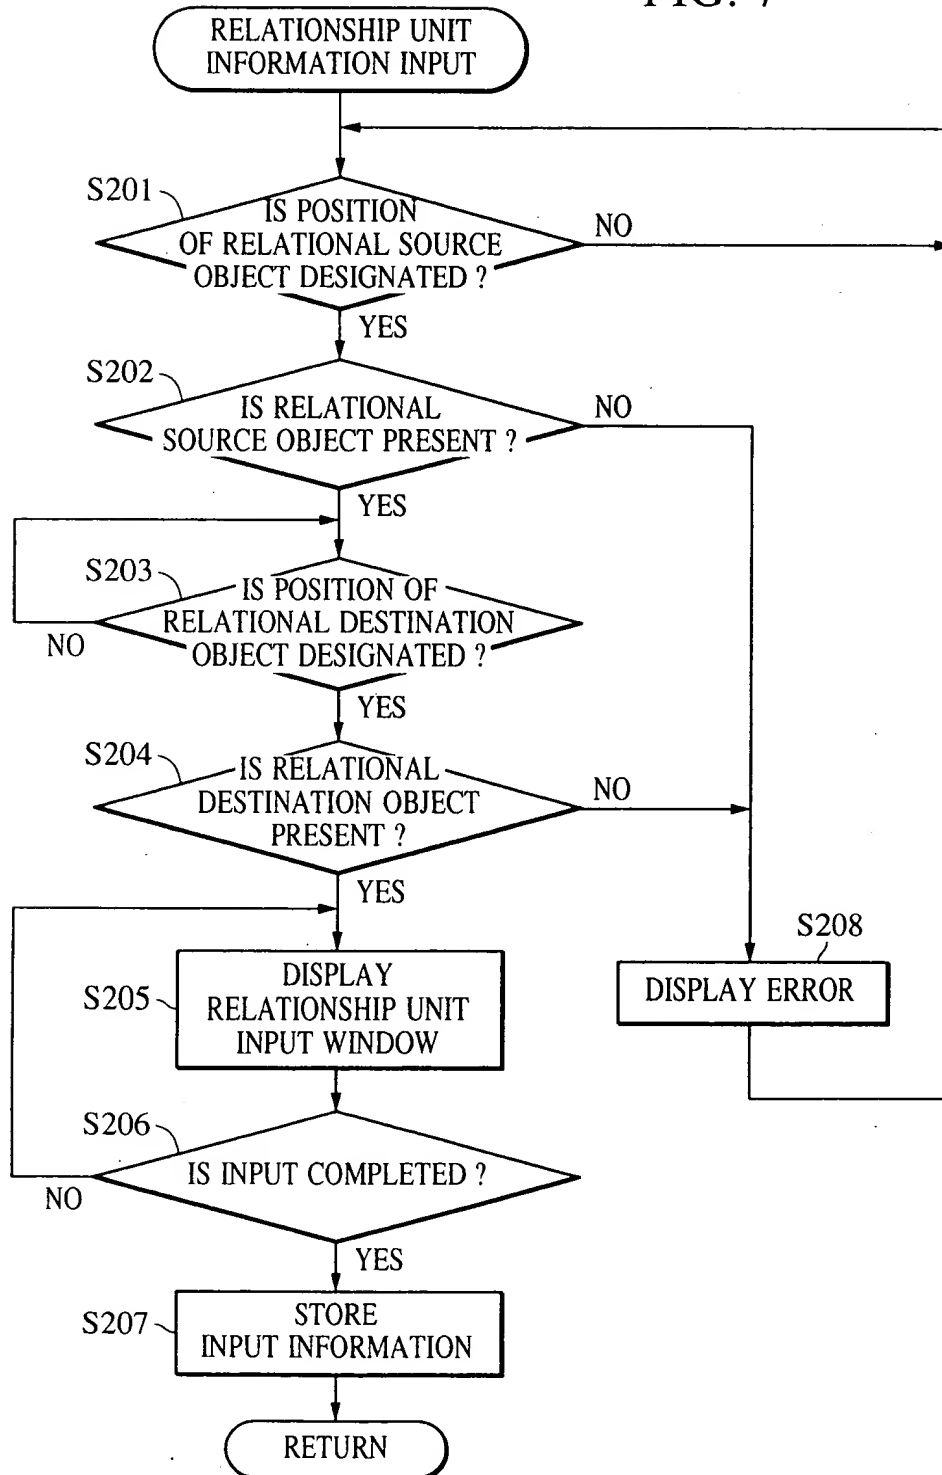 FIG. 7
RELATIONSHIP UNIT
INFORMATION INPUT
S201
IS POSITION
OF RELATIONAL SOURCE
OBJECT DESIGNATED ?
NO
YES
S202
IS RELATIONAL
SOURCE OBJECT PRESENT ?
NO
YES
S203
IS POSITION OF
RELATIONAL DESTINATION
OBJECT DESIGNATED ?
NO
YES
S204
IS RELATIONAL
DESTINATION OBJECT
PRESENT ?
NO
YES
S205
DISPLAY
RELATIONSHIP UNIT
INPUT WINDOW
S208
DISPLAY ERROR
S206
IS INPUT COMPLETED ?
NO
YES
S207
STORE
INPUT INFORMATION
RETURN